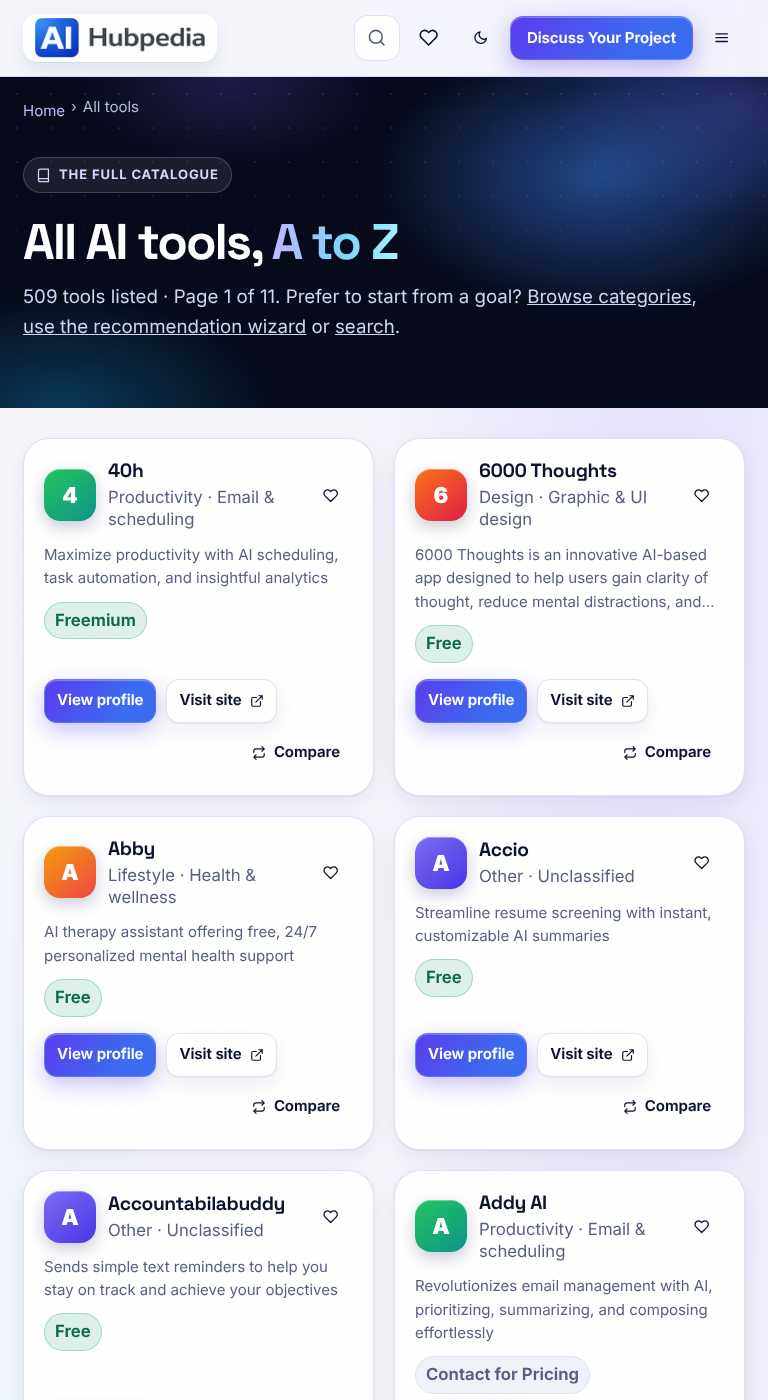 AI Hubpedia
Discuss Your Project
Home › All tools
THE FULL CATALOGUE
All AI tools, A to Z
509 tools listed · Page 1 of 11. Prefer to start from a goal? Browse categories,
use the recommendation wizard or search.
4
40h
Productivity · Email &
scheduling
Maximize productivity with AI scheduling,
task automation, and insightful analytics
Freemium
View profile
Visit site
Compare
6
6000 Thoughts
Design · Graphic & UI
design
6000 Thoughts is an innovative AI-based
app designed to help users gain clarity of
thought, reduce mental distractions, and...
Free
View profile
Visit site
Compare
A
Abby
Lifestyle · Health &
wellness
AI therapy assistant offering free, 24/7
personalized mental health support
Free
View profile
Visit site
Compare
A
Accio
Other · Unclassified
Streamline resume screening with instant,
customizable AI summaries
Free
View profile
Visit site
Compare
A
Accountabilabuddy
Other · Unclassified
Sends simple text reminders to help you
stay on track and achieve your objectives
Free
A
Addy AI
Productivity · Email &
scheduling
Revolutionizes email management with AI,
prioritizing, summarizing, and composing
effortlessly
Contact for Pricing